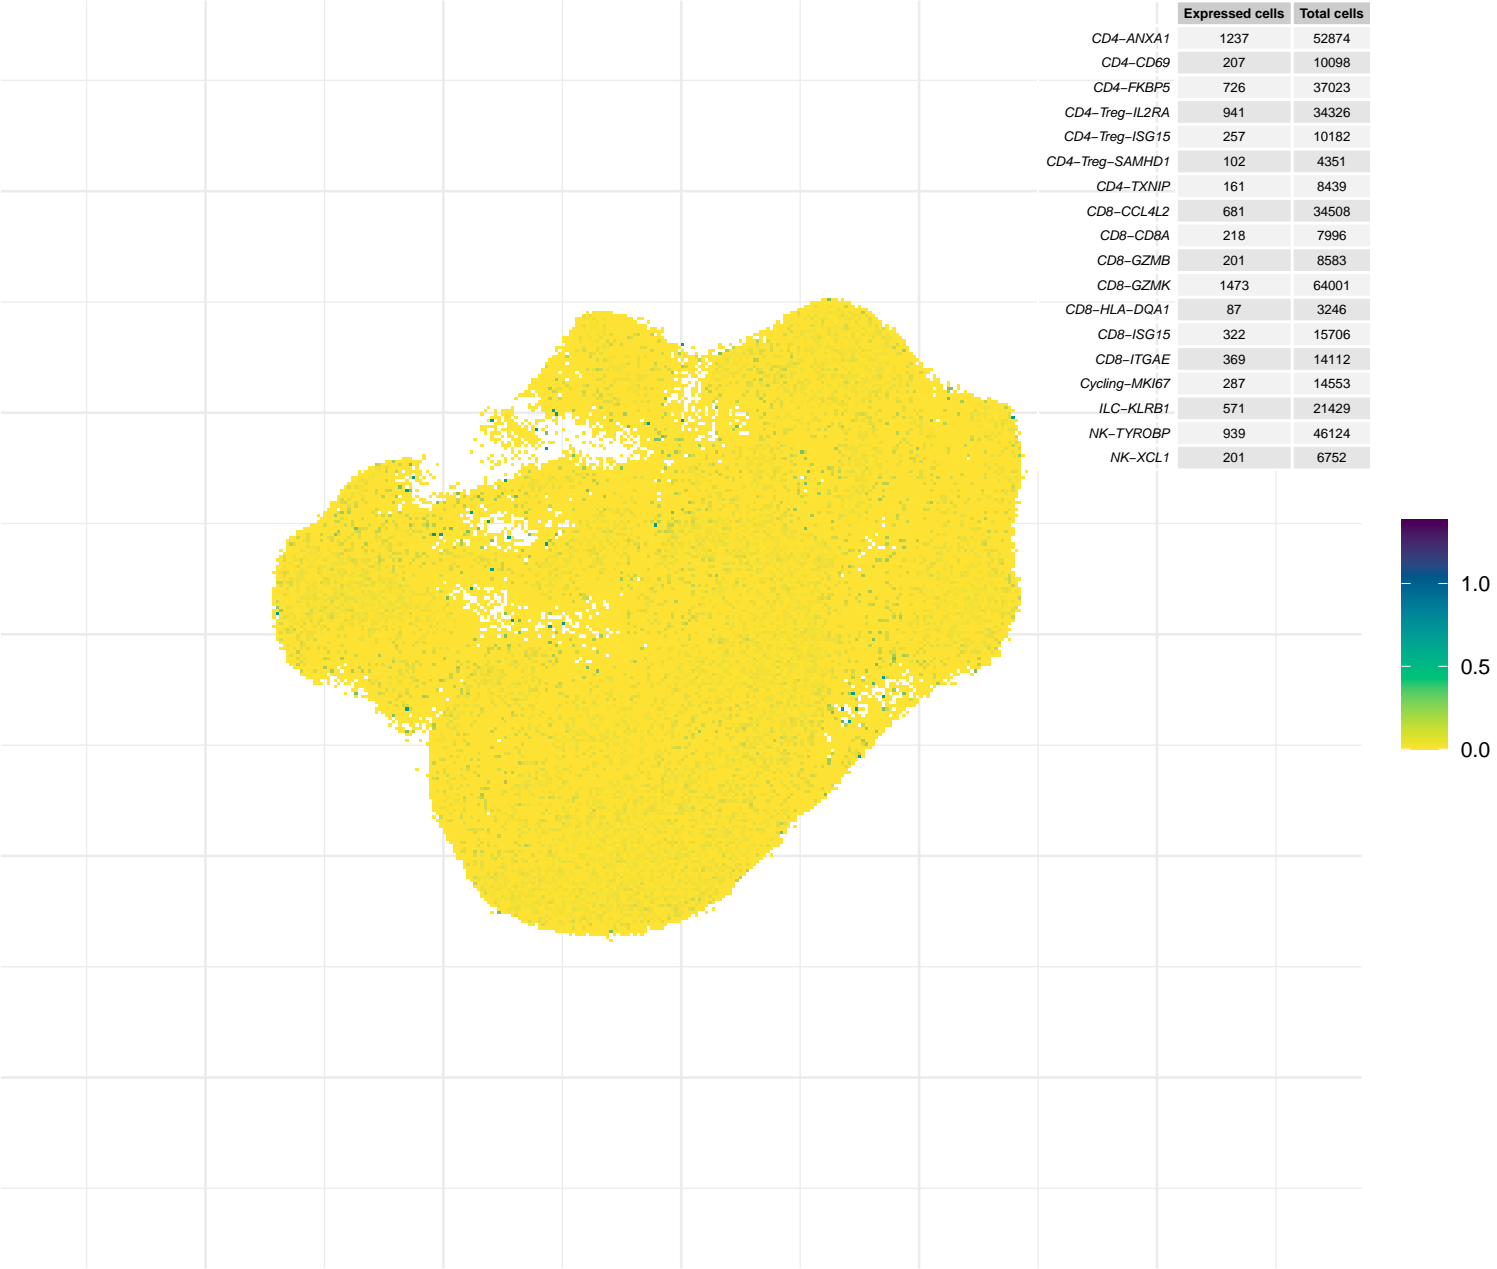 Expressed cells Total cells
CD4−ANXA1 1237 52874
CD4−CD69 207 10098
CD4−FKBP5 726 37023
CD4−Treg−IL2RA 941 34326
CD4−Treg−ISG15 257 10182
CD4−Treg−SAMHD1 102 4351
CD4−TXNIP 161 8439
CD8−CCL4L2 681 34508
CD8−CD8A 218 7996
CD8−GZMB 201 8583
CD8−GZMK 1473 64001
CD8−HLA−DQA1 87 3246
CD8−ISG15 322 15706
CD8−ITGAE 369 14112
Cycling−MKI67 287 14553
ILC−KLRB1 571 21429
NK−TYROBP 939 46124
NK−XCL1 201 6752
1.0
0.5
0.0